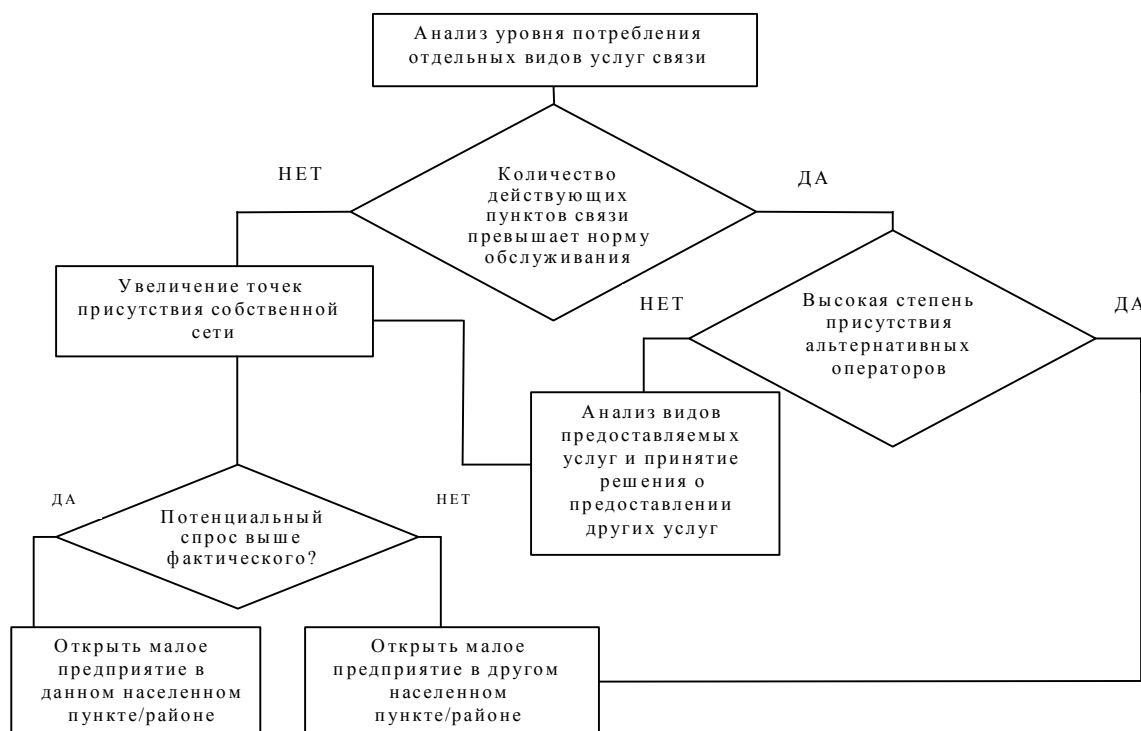 Анализ уровня потребления
отдельных видов услуг связи
НЕТ
ДА
Количество
действующих
пунктов связи
превышает норму
обслуживания
Увеличение точек
присутствия собственной
сети
НЕТ
ДА
Высокая степень
присутствия
альтернативных
операторов
Анализ видов
предоставляемых
услуг и принятие
решения о
предоставлении
других услуг
ДА
НЕТ
Потенциальный
спрос выше
фактического?
Открыть малое
предприятие в
данном населенном
пункте/районе
Открыть малое
предприятие в другом
населенном
пункте/районе